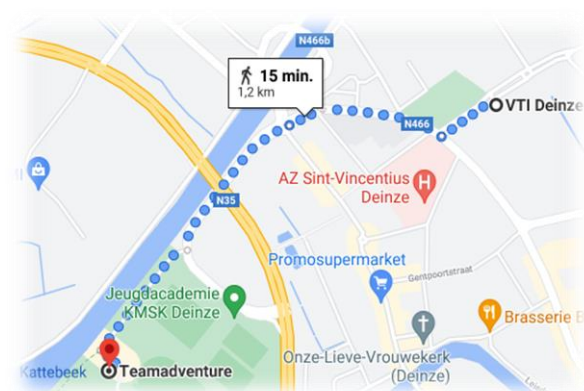 N466b
15 min.
1,2 km
VTI Deinze
N466
AZ Sint-Vincentius
Deinze
N35
Promosupermarket
Gentpoortstraat
Jeugdacademie
KMSK Deinze
Brasserie
Kattebeek
Teamadventure
Onze-Lieve-Vrouwekerk
(Deinze)